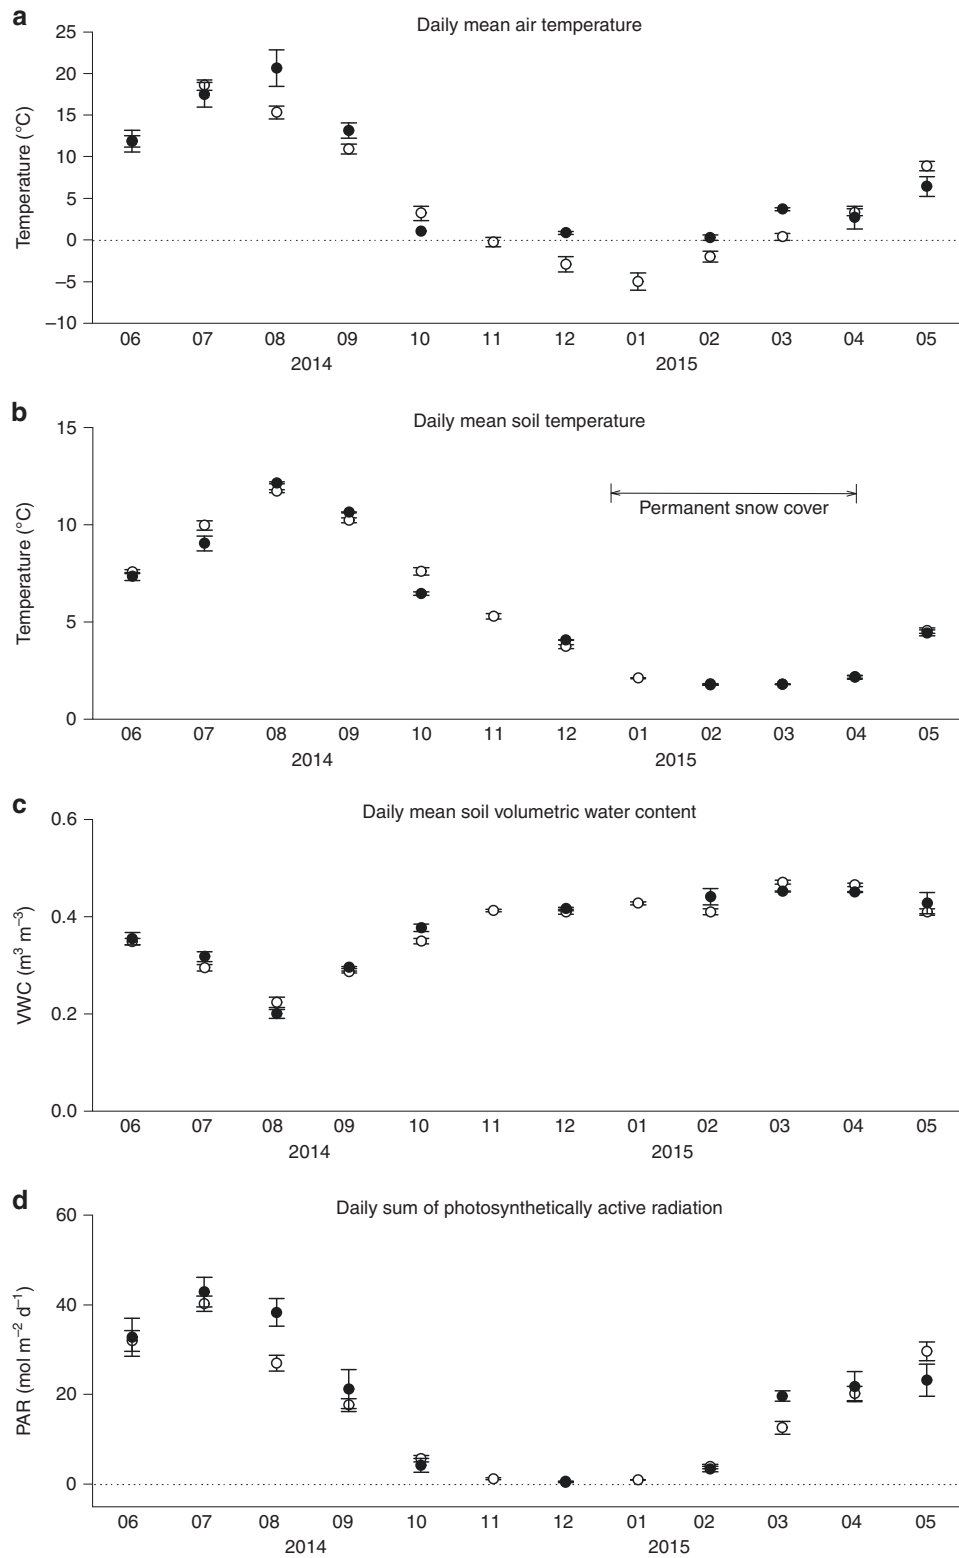 a
Daily mean air temperature
Temperature (°C)
25
20
15
10
5
0
–5
–10
06 07 08 09 10 11 12 01 02 03 04 05
2014 2015
b
Daily mean soil temperature
Temperature (°C)
15
10
5
0
Permanent snow cover
06 07 08 09 10 11 12 01 02 03 04 05
2014 2015
c
Daily mean soil volumetric water content
VWC (m³ m⁻³)
0.6
0.4
0.2
0.0
06 07 08 09 10 11 12 01 02 03 04 05
2014 2015
d
Daily sum of photosynthetically active radiation
PAR (mol m⁻² d⁻¹)
60
40
20
0
06 07 08 09 10 11 12 01 02 03 04 05
2014 2015